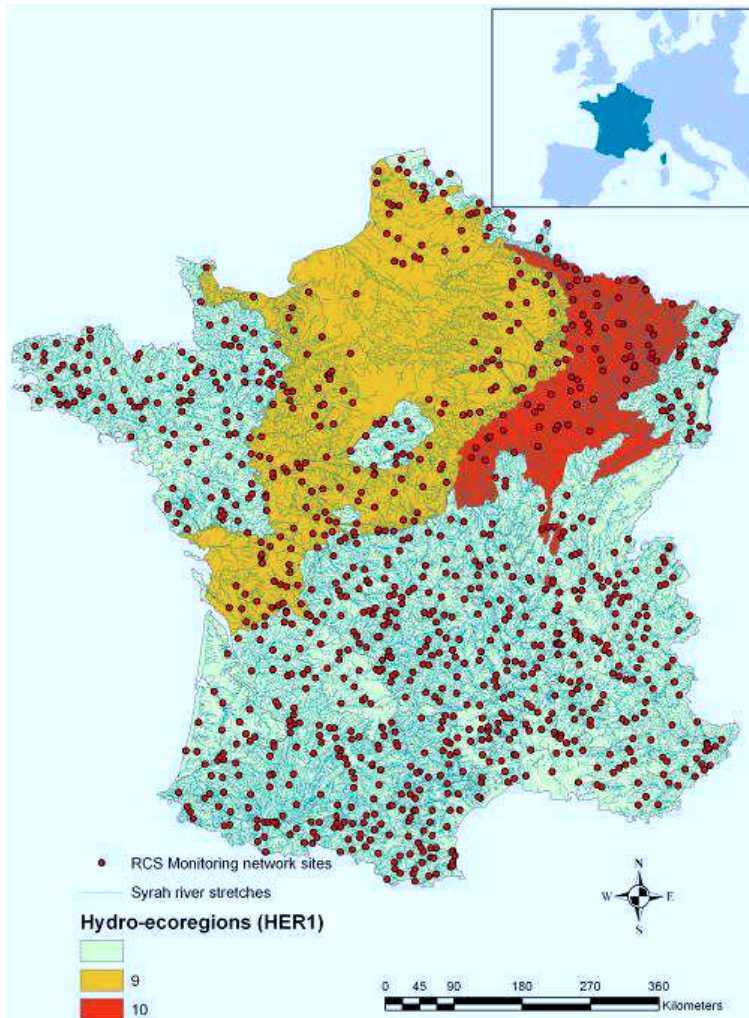 RCS Monitoring network sites
Syrah river stretches
Hydro-ecoregions (HER1)
9
10
N
W E
S
0 45 90 180 270 360
Kilometers